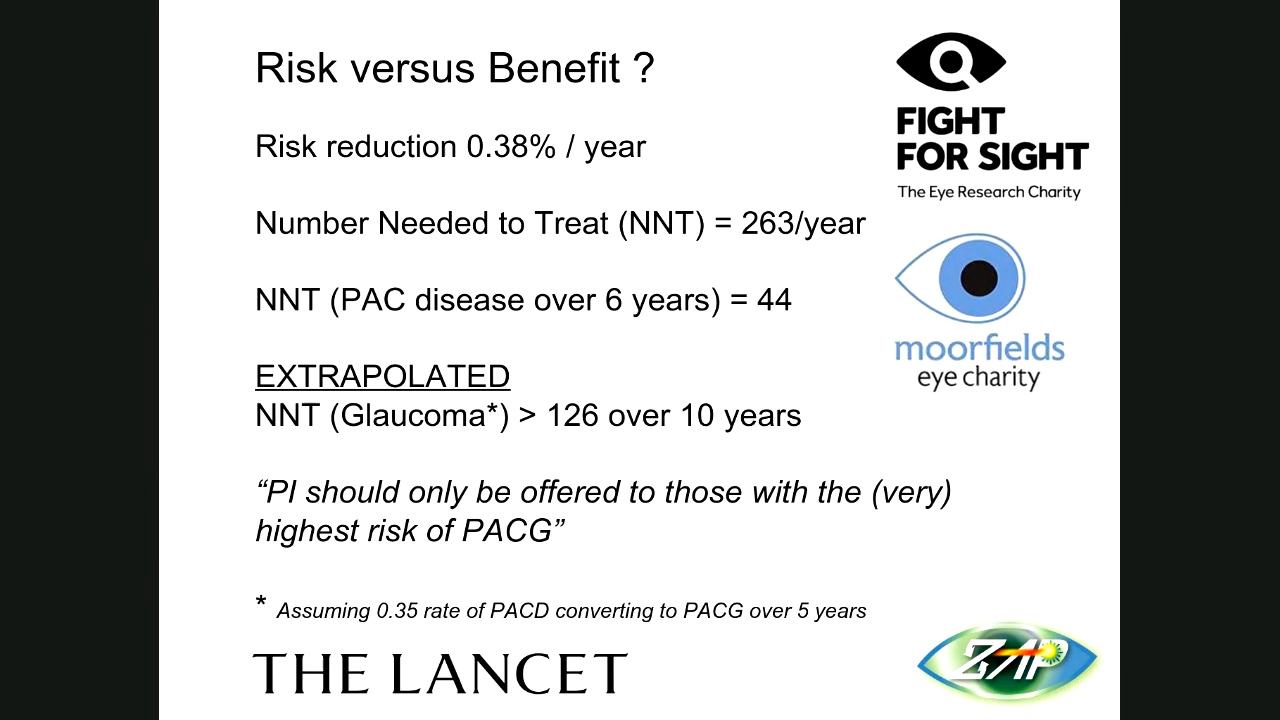 Risk versus Benefit ?
Risk reduction 0.38% / year
Number Needed to Treat (NNT) = 263/year
NNT (PAC disease over 6 years) = 44
EXTRAPOLATED
NNT (Glaucoma*) > 126 over 10 years
“PI should only be offered to those with the (very)
highest risk of PACG”
* Assuming 0.35 rate of PACD converting to PACG over 5 years
THE LANCET
FIGHT
FOR SIGHT
The Eye Research Charity
moorfields
eye charity
ZAP